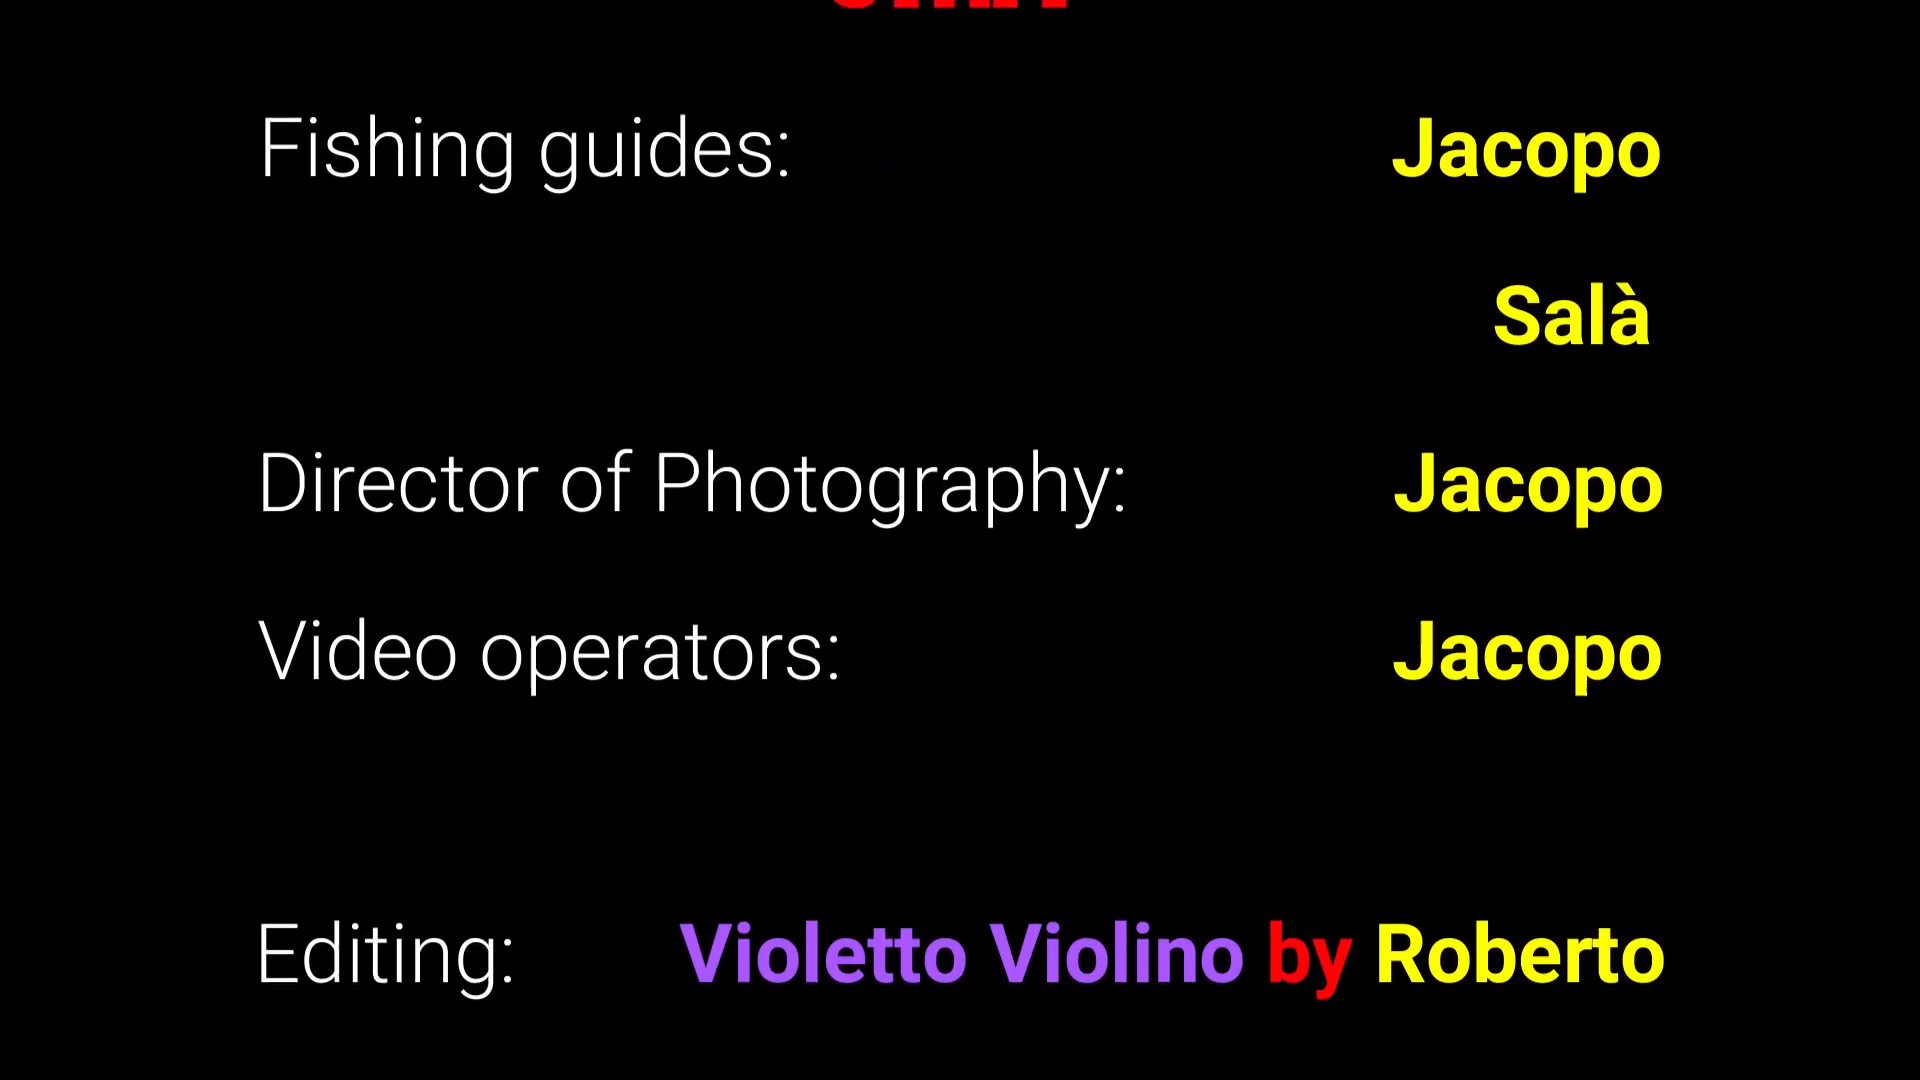 Fishing guides: Jacopo
Salà
Director of Photography: Jacopo
Video operators: Jacopo
Editing: Violetto Violino by Roberto